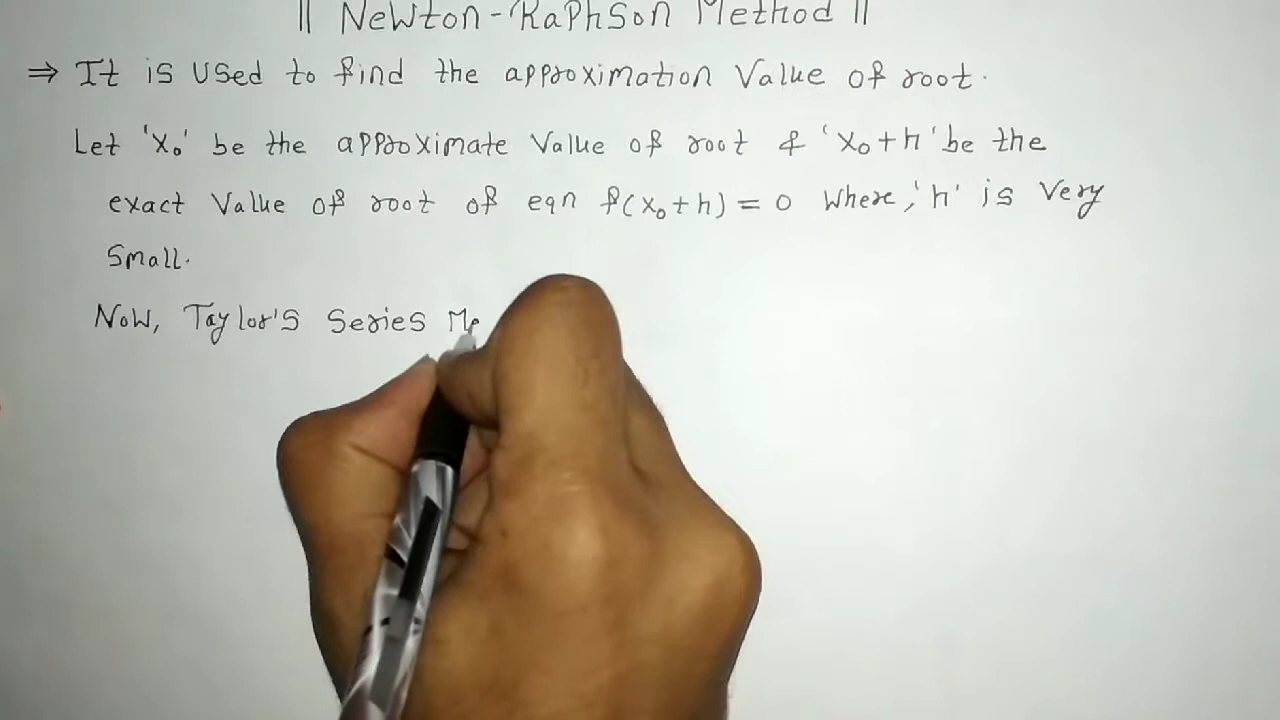 || Newton-Raphson Method ||
⇒ It is used to find the approximation Value of root.
Let 'x₀' be the approximate Value of root & 'x₀+h' be the
exact Value of root of eqn f(x₀+h) = 0 Where, 'h' is Very
Small.
Now, Taylor's Series Me